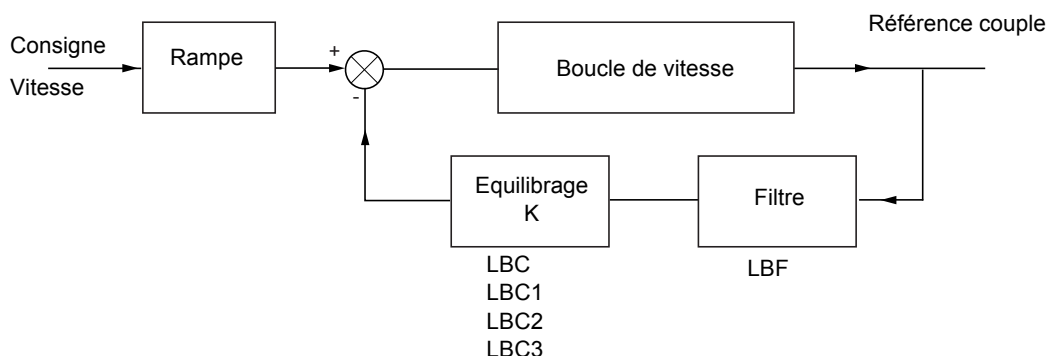 Consigne
Vitesse
Rampe
+
-
Boucle de vitesse
Référence couple
Equilibrage
K
Filtre
LBC
LBC1
LBC2
LBC3
LBF